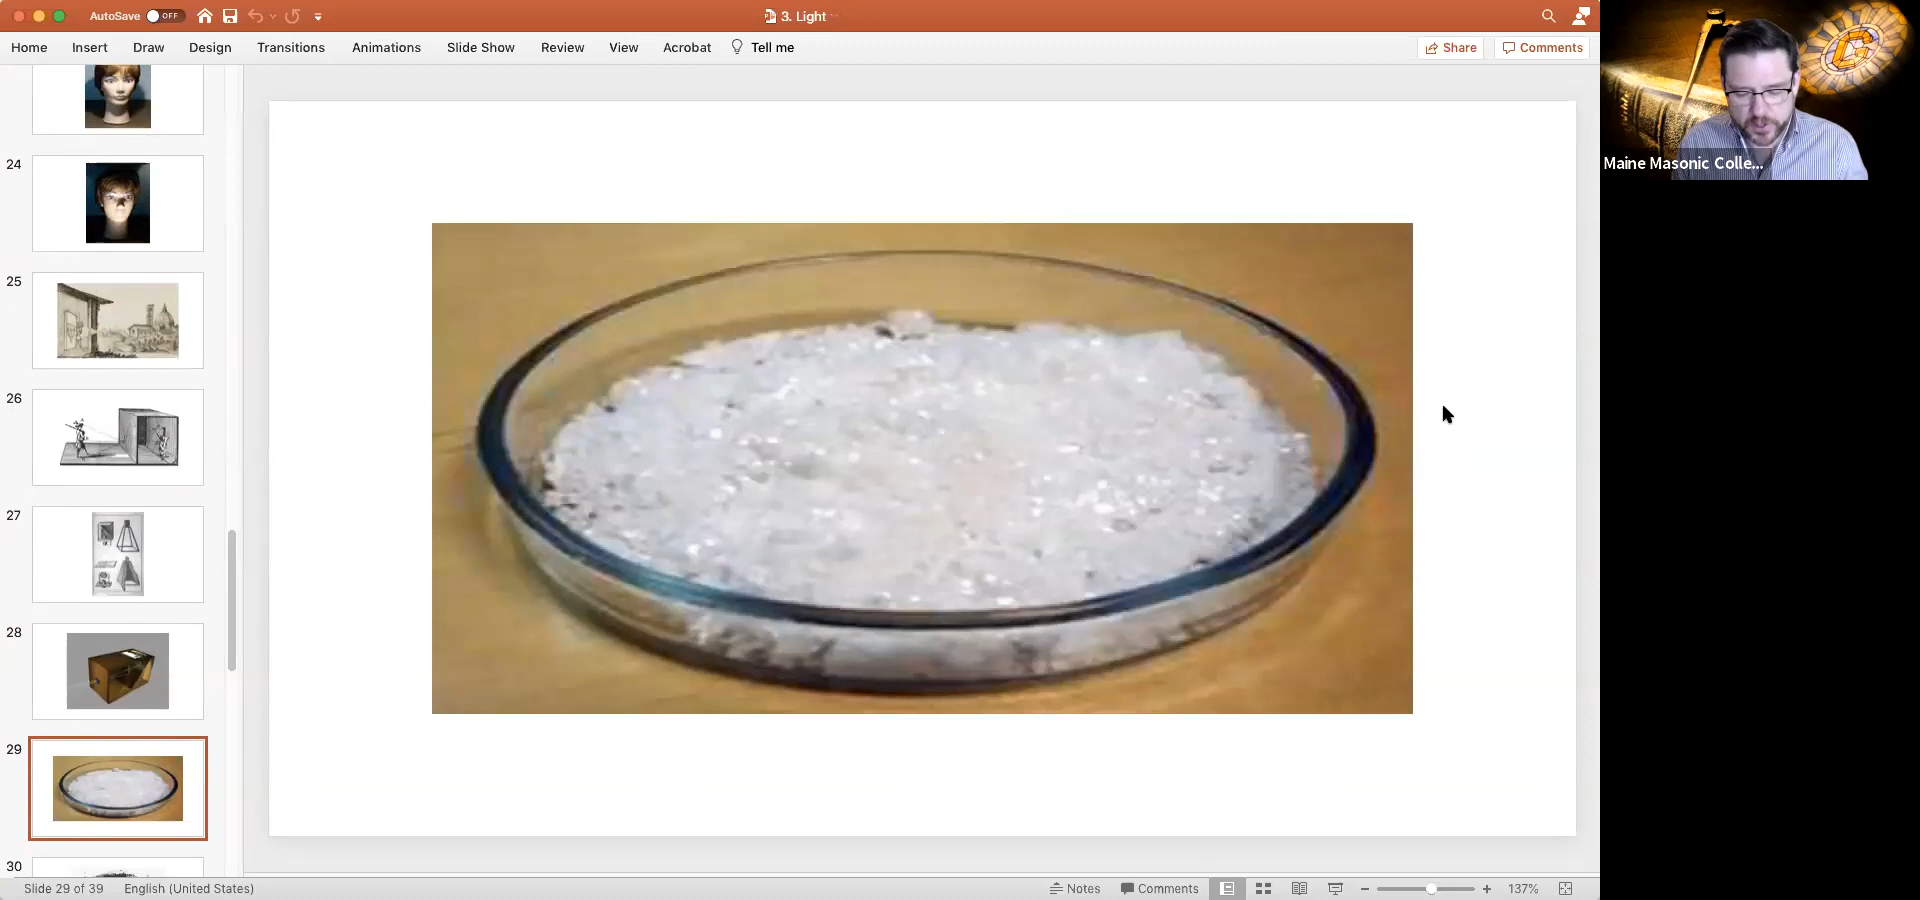 AutoSave OFF
3. Light
Home Insert Draw Design Transitions Animations Slide Show Review View Acrobat Tell me
Share Comments
Maine Masonic Colle...
24
25
26
27
28
29
30
Slide 29 of 39 English (United States)
Notes Comments 137%